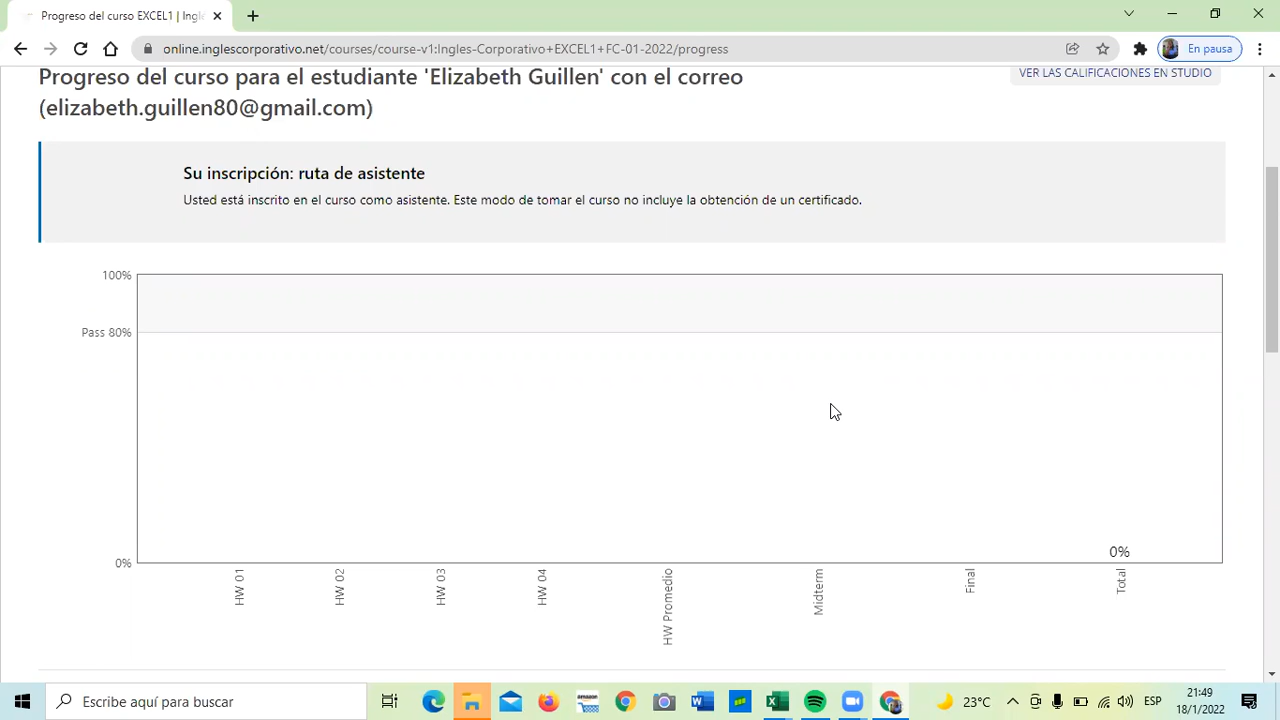 Progreso del curso EXCEL1 | Ingle
online.inglescorporativo.net/courses/course-v1:Ingles-Corporativo+EXCEL1+FC-01-2022/progress
En pausa
Progreso del curso para el estudiante 'Elizabeth Guillen' con el correo
(elizabeth.guillen80@gmail.com)
VER LAS CALIFICACIONES EN STUDIO
Su inscripción: ruta de asistente
Usted está inscrito en el curso como asistente. Este modo de tomar el curso no incluye la obtención de un certificado.
100%
Pass 80%
0%
0%
HW 01
HW 02
HW 03
HW 04
HW Promedio
Midterm
Final
Total
Escribe aquí para buscar
amazon
23°C
ESP
21:49
18/1/2022